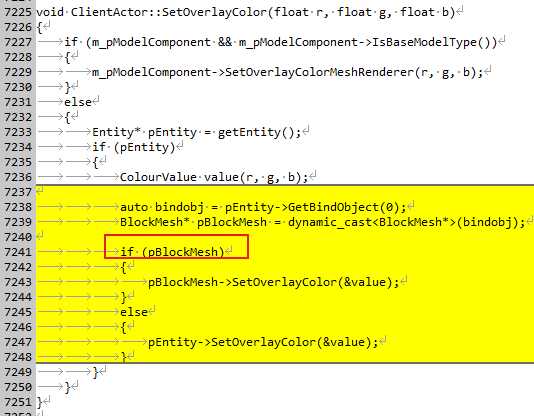 7225 void ClientActor::SetOverlayColor(float r, float g, float b)
7226 {
7227 if (m_pModelComponent && m_pModelComponent->IsBaseModelType())
7228 {
7229 m_pModelComponent->SetOverlayColorMeshRenderer(r, g, b);
7230 }
7231 else
7232 {
7233 Entity* pEntity = getEntity();
7234 if (pEntity)
7235 {
7236 ColourValue value(r, g, b);
7237
7238 auto bindobj = pEntity->GetBindObject(0);
7239 BlockMesh* pBlockMesh = dynamic_cast<BlockMesh*>(bindobj);
7240
7241 if (pBlockMesh)
7242 {
7243 pBlockMesh->SetOverlayColor(&value);
7244 }
7245 else
7246 {
7247 pEntity->SetOverlayColor(&value);
7248 }
7249 }
7250 }
7251 }